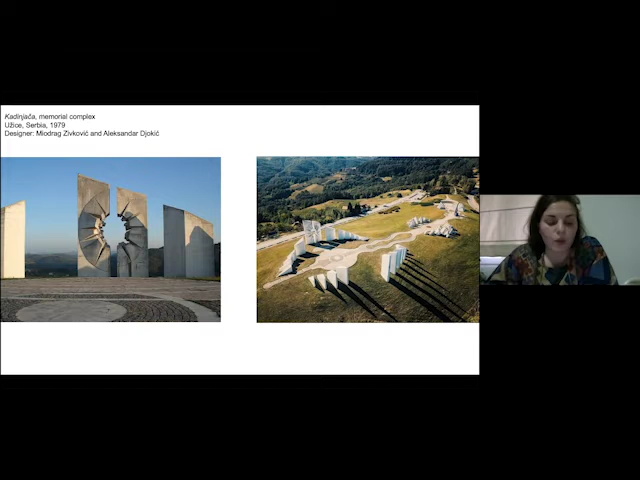 Kadinjača, memorial complex
Užice, Serbia, 1979
Designer: Miodrag Živković and Aleksandar Djokić